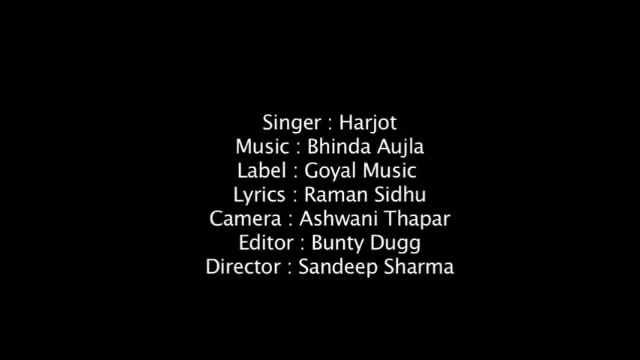 Singer : Harjot
Music : Bhinda Aujla
Label : Goyal Music
Lyrics : Raman Sidhu
Camera : Ashwani Thapar
Editor : Bunty Dugg
Director : Sandeep Sharma